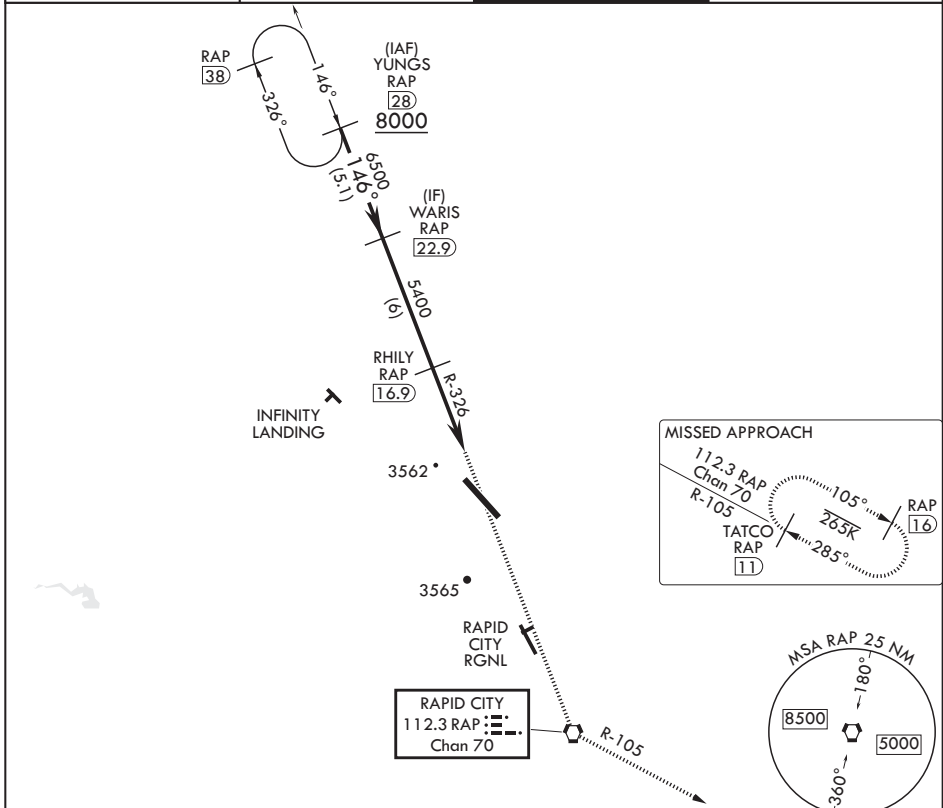 RAP
38
146°
326°
(IAF)
YUNGS
RAP
28
8000
6500
146°
(5.1)
(IF)
WARIS
RAP
22.9
5400
(6)
RHILY
RAP
16.9
R-326
INFINITY
LANDING
3562
3565
RAPID
CITY
RGNL
RAPID CITY
112.3 RAP
Chan 70
R-105
MISSED APPROACH
112.3 RAP
Chan 70
R-105
105°
265K
285°
TATCO
RAP
11
RAP
16
MSA RAP 25 NM
180°
8500
5000
360°